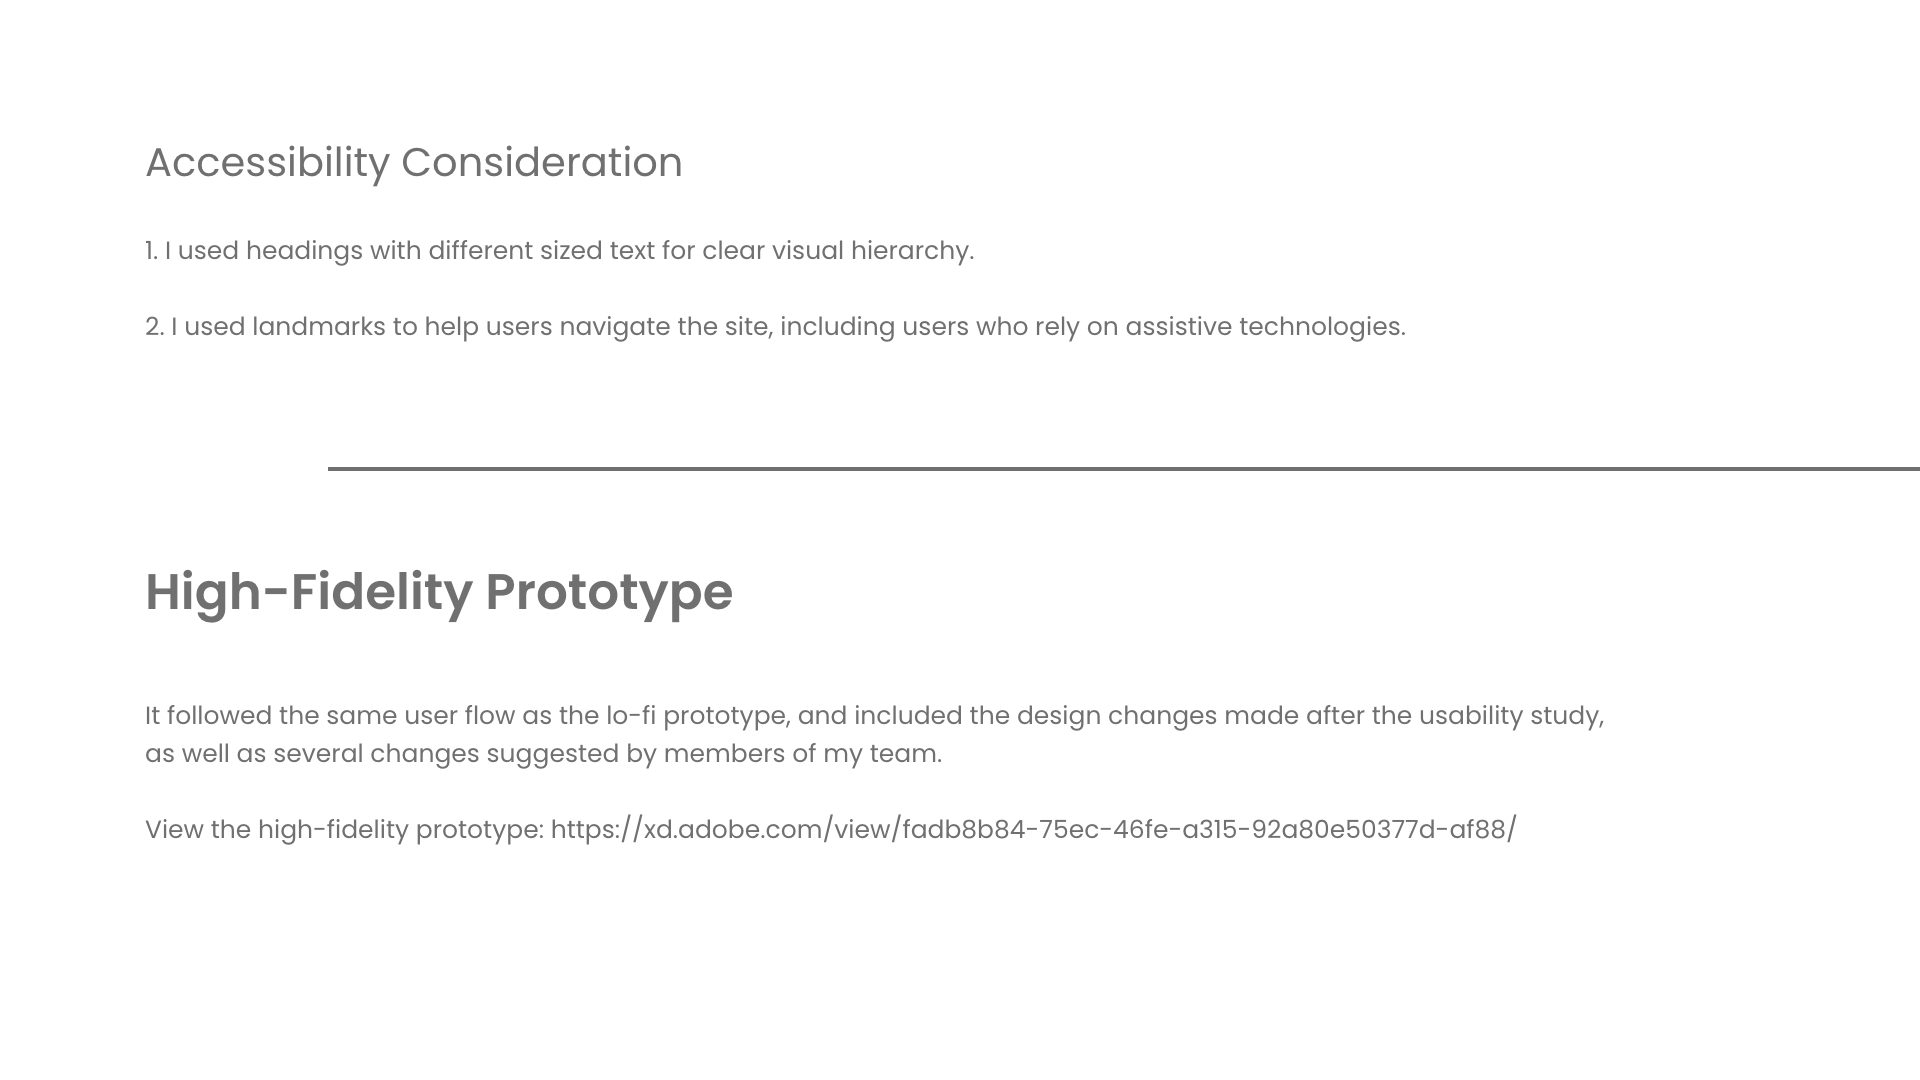 Accessibility Consideration
1. I used headings with different sized text for clear visual hierarchy.
2. I used landmarks to help users navigate the site, including users who rely on assistive technologies.
High-Fidelity Prototype
It followed the same user flow as the lo-fi prototype, and included the design changes made after the usability study,
as well as several changes suggested by members of my team.
View the high-fidelity prototype: https://xd.adobe.com/view/fadb8b84-75ec-46fe-a315-92a80e50377d-af88/